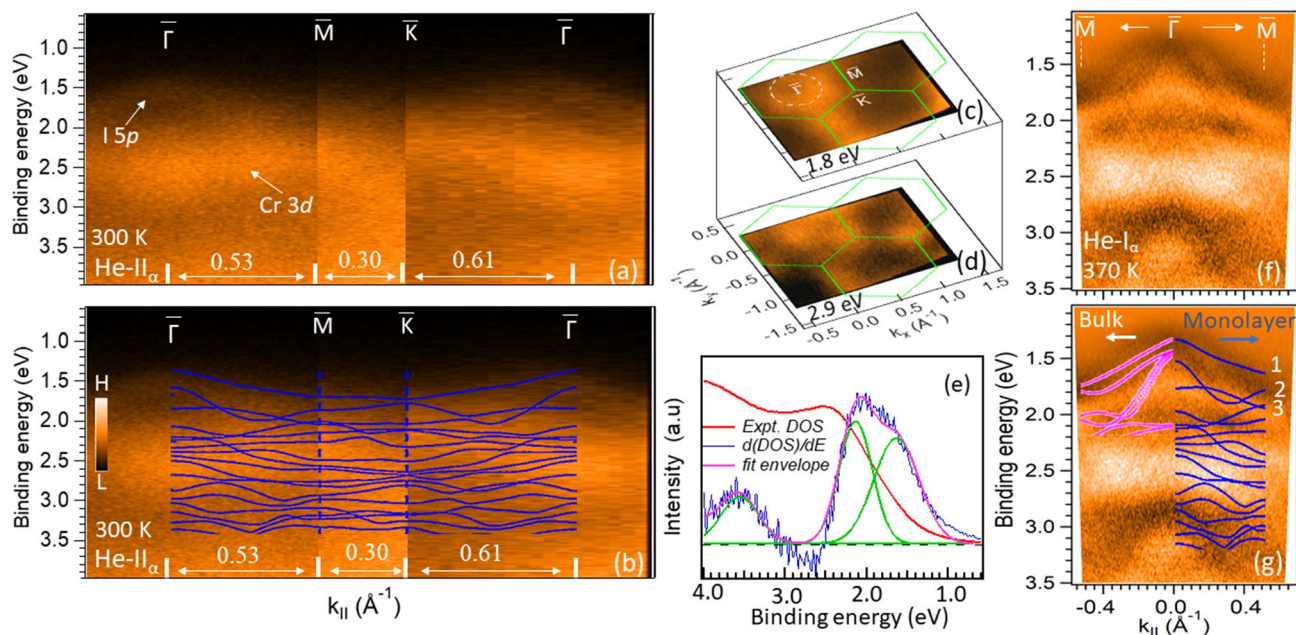 Γ M K Γ
Binding energy (eV)
1.0
2.0
3.0
I 5p
Cr 3d
1.0
1.5
2.0
2.5
3.0
3.5
300 K
He-IIα
0.53
0.30
0.61
(a)
Γ M K Γ
Binding energy (eV)
1.0
1.5
2.0
2.5
3.0
3.5
H
L
300 K
He-IIα
0.53
0.30
0.61
(b)
k|| (Å-1)
Γ
M
K
(c)
1.8 eV
(d)
2.9 eV
0.5
0.0
-0.5
-1.0
-1.5
ky (Å-1)
-0.5
0.0
0.5
1.0
1.5
kx (Å-1)
(e)
Intensity (a.u)
Expt. DOS
d(DOS)/dE
fit envelope
4.0 3.0 2.0 1.0
Binding energy (eV)
M ← Γ → M
1.5
2.0
2.5
3.0
3.5
He-Iα
370 K
(f)
Binding energy (eV)
Bulk
Monolayer
1
2
3
1.5
2.0
2.5
3.0
3.5
(g)
-0.4 0.0 0.4
k|| (Å-1)